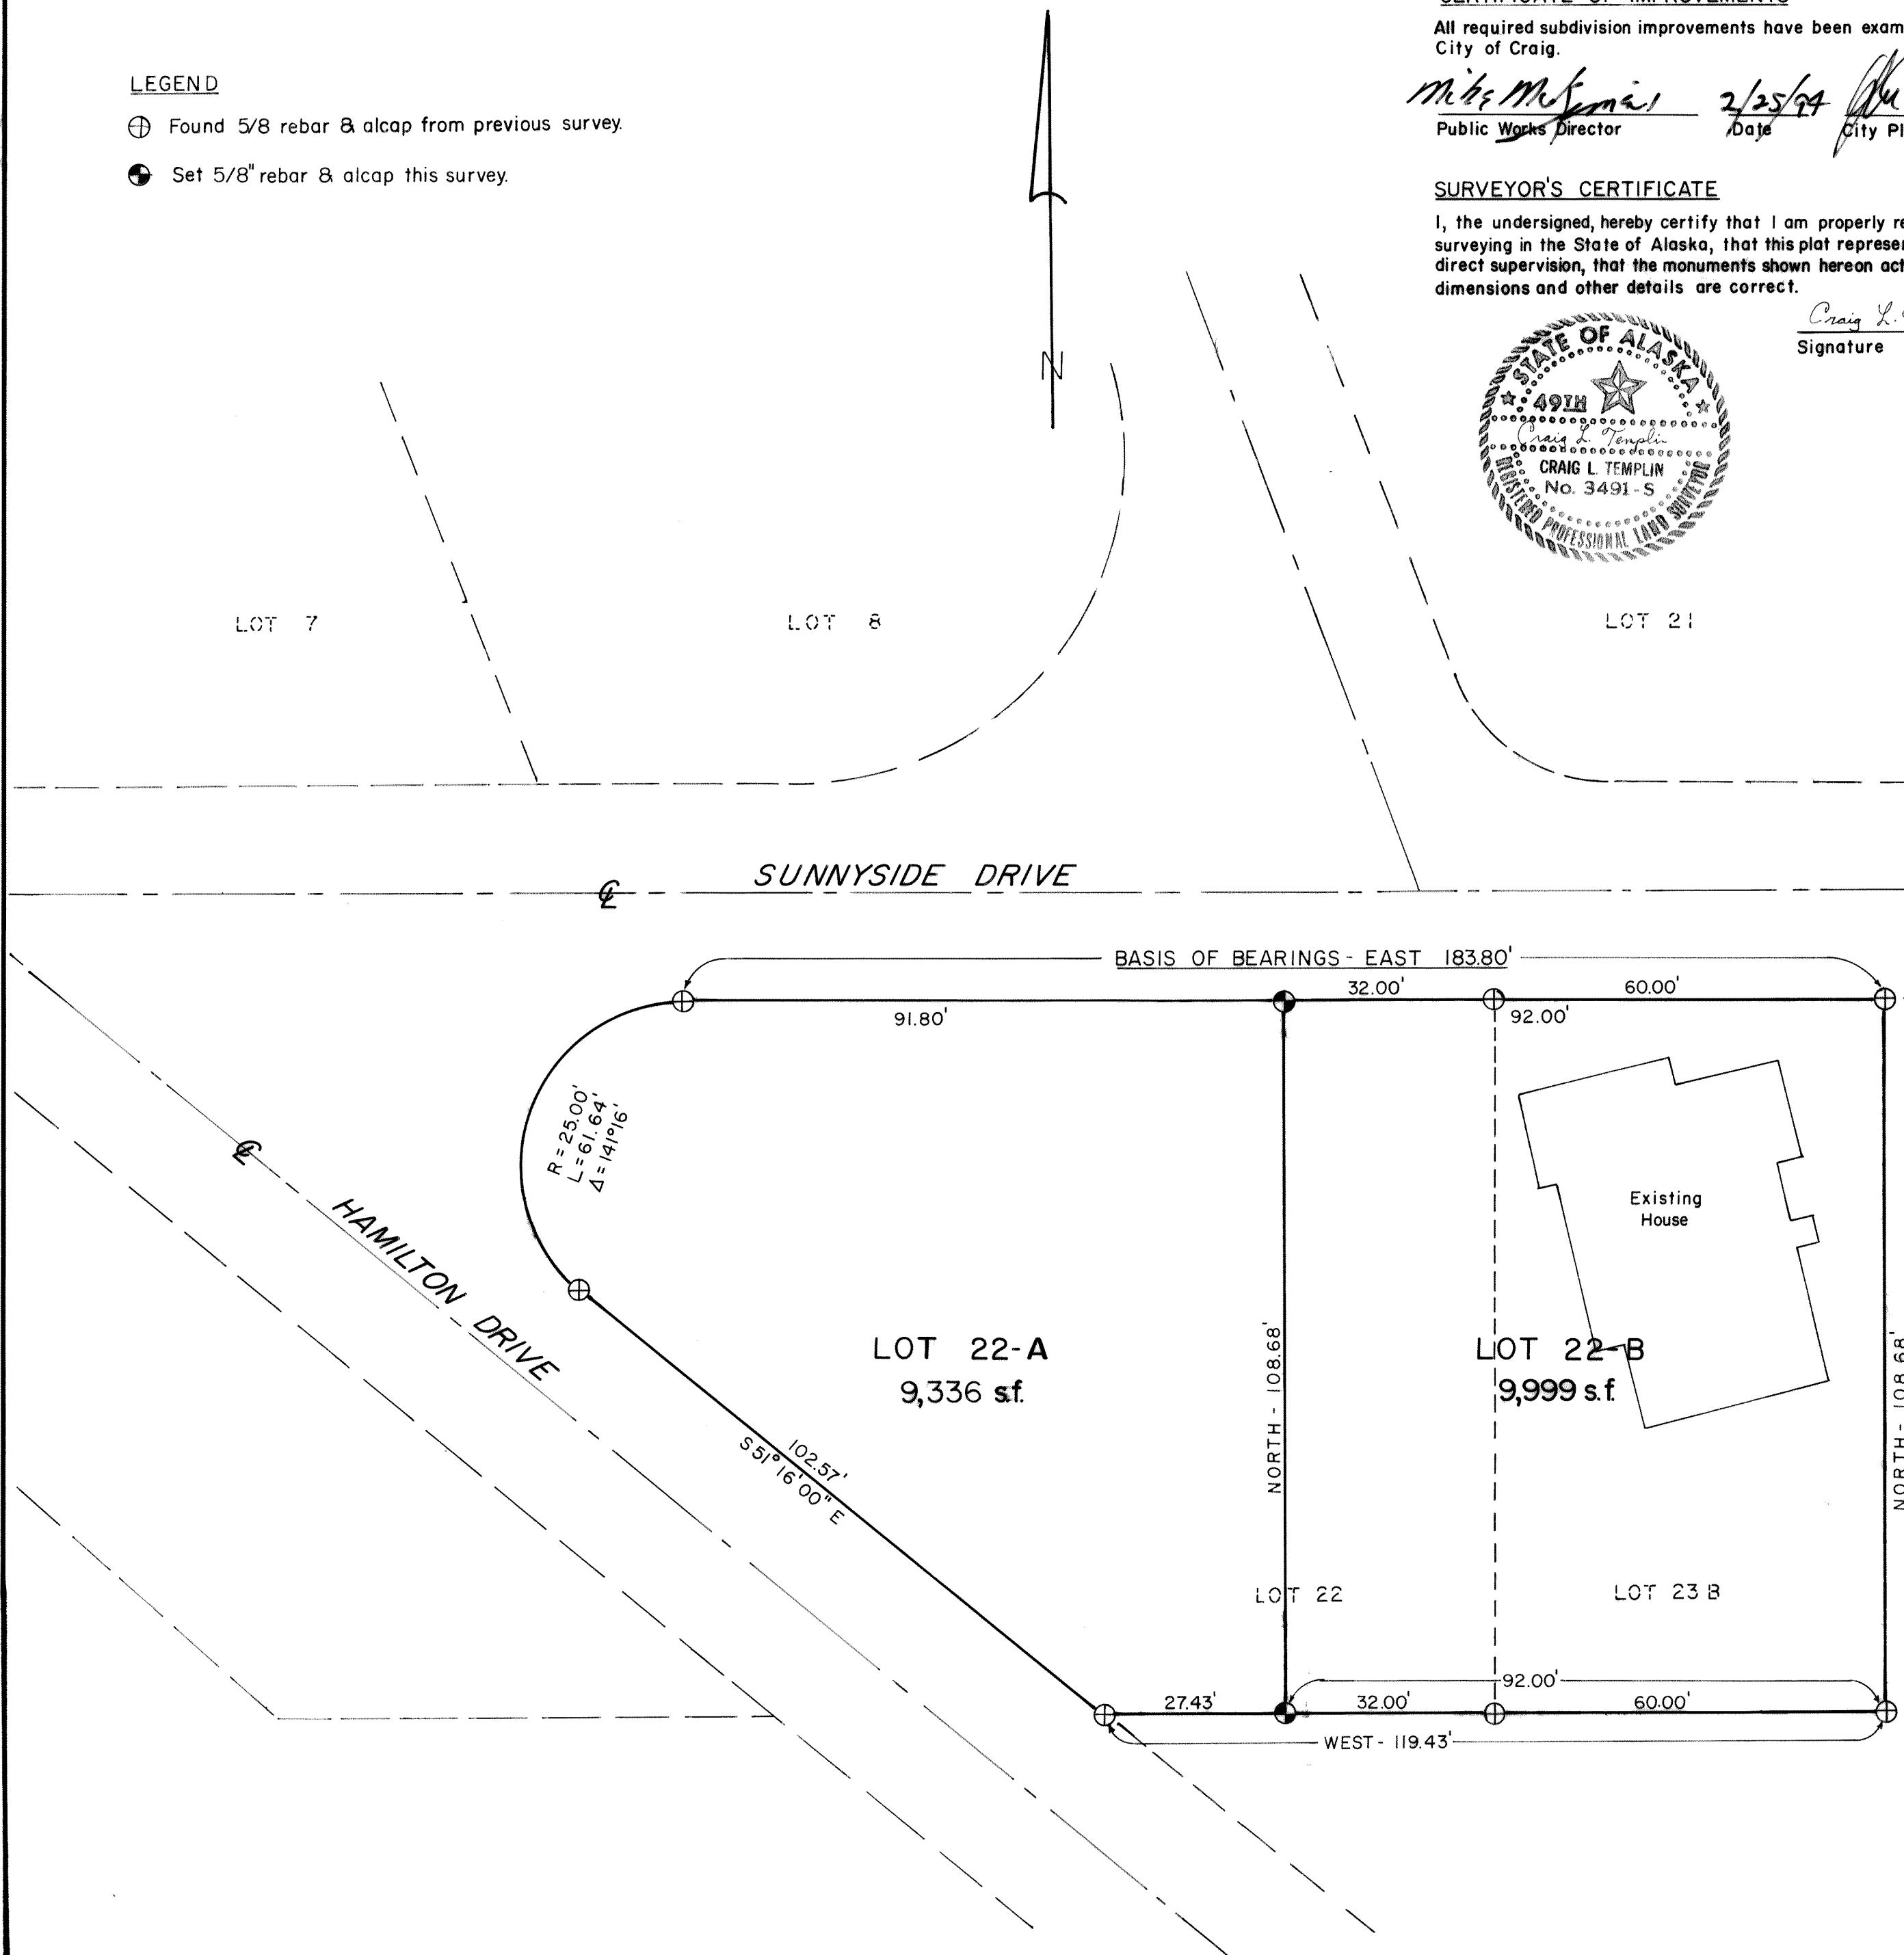 CERTIFICATE OF IMPROVEMENTS
All required subdivision improvements have been exam
City of Craig.
2/25/94
Public Works Director
Date
City Pl
LEGEND
Found 5/8 rebar & alcap from previous survey.
Set 5/8" rebar & alcap this survey.
SURVEYOR'S CERTIFICATE
I, the undersigned, hereby certify that I am properly re
surveying in the State of Alaska, that this plat represe
direct supervision, that the monuments shown hereon act
dimensions and other details are correct.
Craig L.
Signature
STATE OF ALASKA
49TH
Craig L. Templin
CRAIG L. TEMPLIN
No. 3491-S
REGISTERED PROFESSIONAL LAND SURVEYOR
N
LOT 7
LOT 8
LOT 21
SUNNYSIDE DRIVE
BASIS OF BEARINGS - EAST 183.80'
32.00'
60.00'
91.80'
92.00'
R = 25.00'
L = 61.64'
Δ = 141°16'
HAMILTON DRIVE
Existing
House
LOT 22-A
9,336 s.f.
NORTH - 108.68'
LOT 22-B
9,999 s.f.
NORTH - 108.68'
102.57'
S 51° 16' 00" E
LOT 22
LOT 23 B
92.00'
27.43'
32.00'
60.00'
WEST - 119.43'